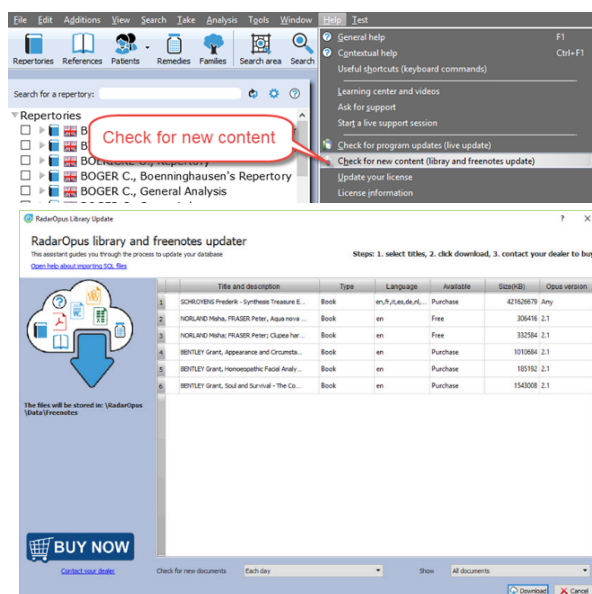 File Edit Additions View Search Take Analysis Tools Window Help Test
Repertories References Patients Remedies Families Search area Search
Search for a repertory:
Repertories
BOGER C., Boenninghausen's Repertory
BOGER C., General Analysis
Check for new content
General help F1
Contextual help Ctrl+F1
Useful shortcuts (keyboard commands)
Learning center and videos
Ask for support
Start a live support session
Check for program updates (live update)
Check for new content (libray and freenotes update)
Update your license
License information
RadarOpus Library Update ? X
RadarOpus library and freenotes updater
This assistant guides you through the process to update your database
Steps: 1. select titles, 2. click download, 3. contact your dealer to buy
Open help about importing SQL files
Title and description Type Language Available Size(KB) Opus version
1 SCHROYENS Frederik - Synthesis Treasure E... Book en,fr,it,es,de,nl,... Purchase 421626679 Any
2 NORLAND Misha, FRASER Peter, Aqua nova ... Book en Free 306416 2.1
3 NORLAND Misha; FRASER Peter; Clupea har... Book en Free 332584 2.1
4 BENTLEY Grant, Appearance and Circumsta... Book en Purchase 1010684 2.1
5 BENTLEY Grant, Homoeopathic Facial Analy... Book en Purchase 185192 2.1
6 BENTLEY Grant, Soul and Survival - The Co... Book en Purchase 1543008 2.1
The files will be stored in: \RadarOpus
\Data\Freenotes
BUY NOW
Contact your dealer
Check for new documents Each day Show All documents
Download Cancel